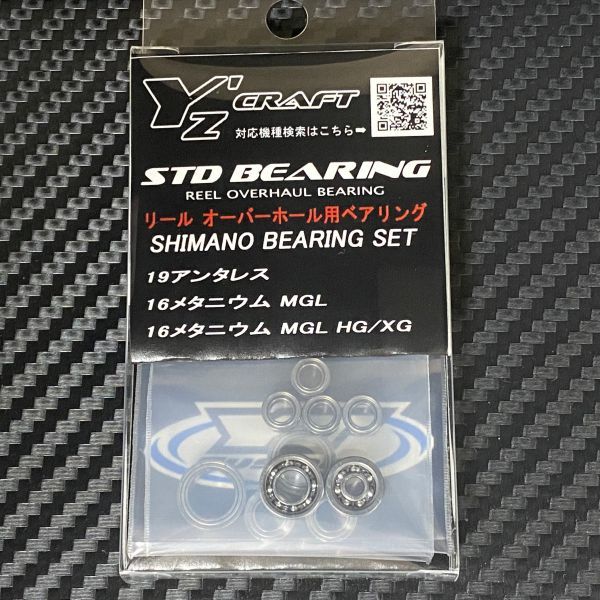 Y'z CRAFT
対応機種検索はこちら➡
STD BEARING
REEL OVERHAUL BEARING
リール オーバーホール用ベアリング
SHIMANO BEARING SET
19アンタレス
16メタニウム MGL
16メタニウム MGL HG/XG